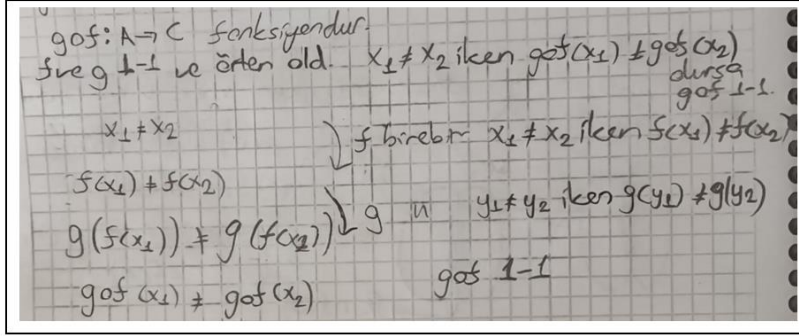 gof: A→C fonksiyondur.
f ve g 1-1 ve örten old. x₁≠x₂ iken gof(x₁)≠gof(x₂)
dursa
gof 1-1.
x₁≠x₂
f birebir x₁≠x₂ iken f(x₁)≠f(x₂)
f(x₁)≠f(x₂)
g " y₁≠y₂ iken g(y₁)≠g(y₂)
g(f(x₁))≠g(f(x₂))
gof(x₁)≠gof(x₂)
gof 1-1